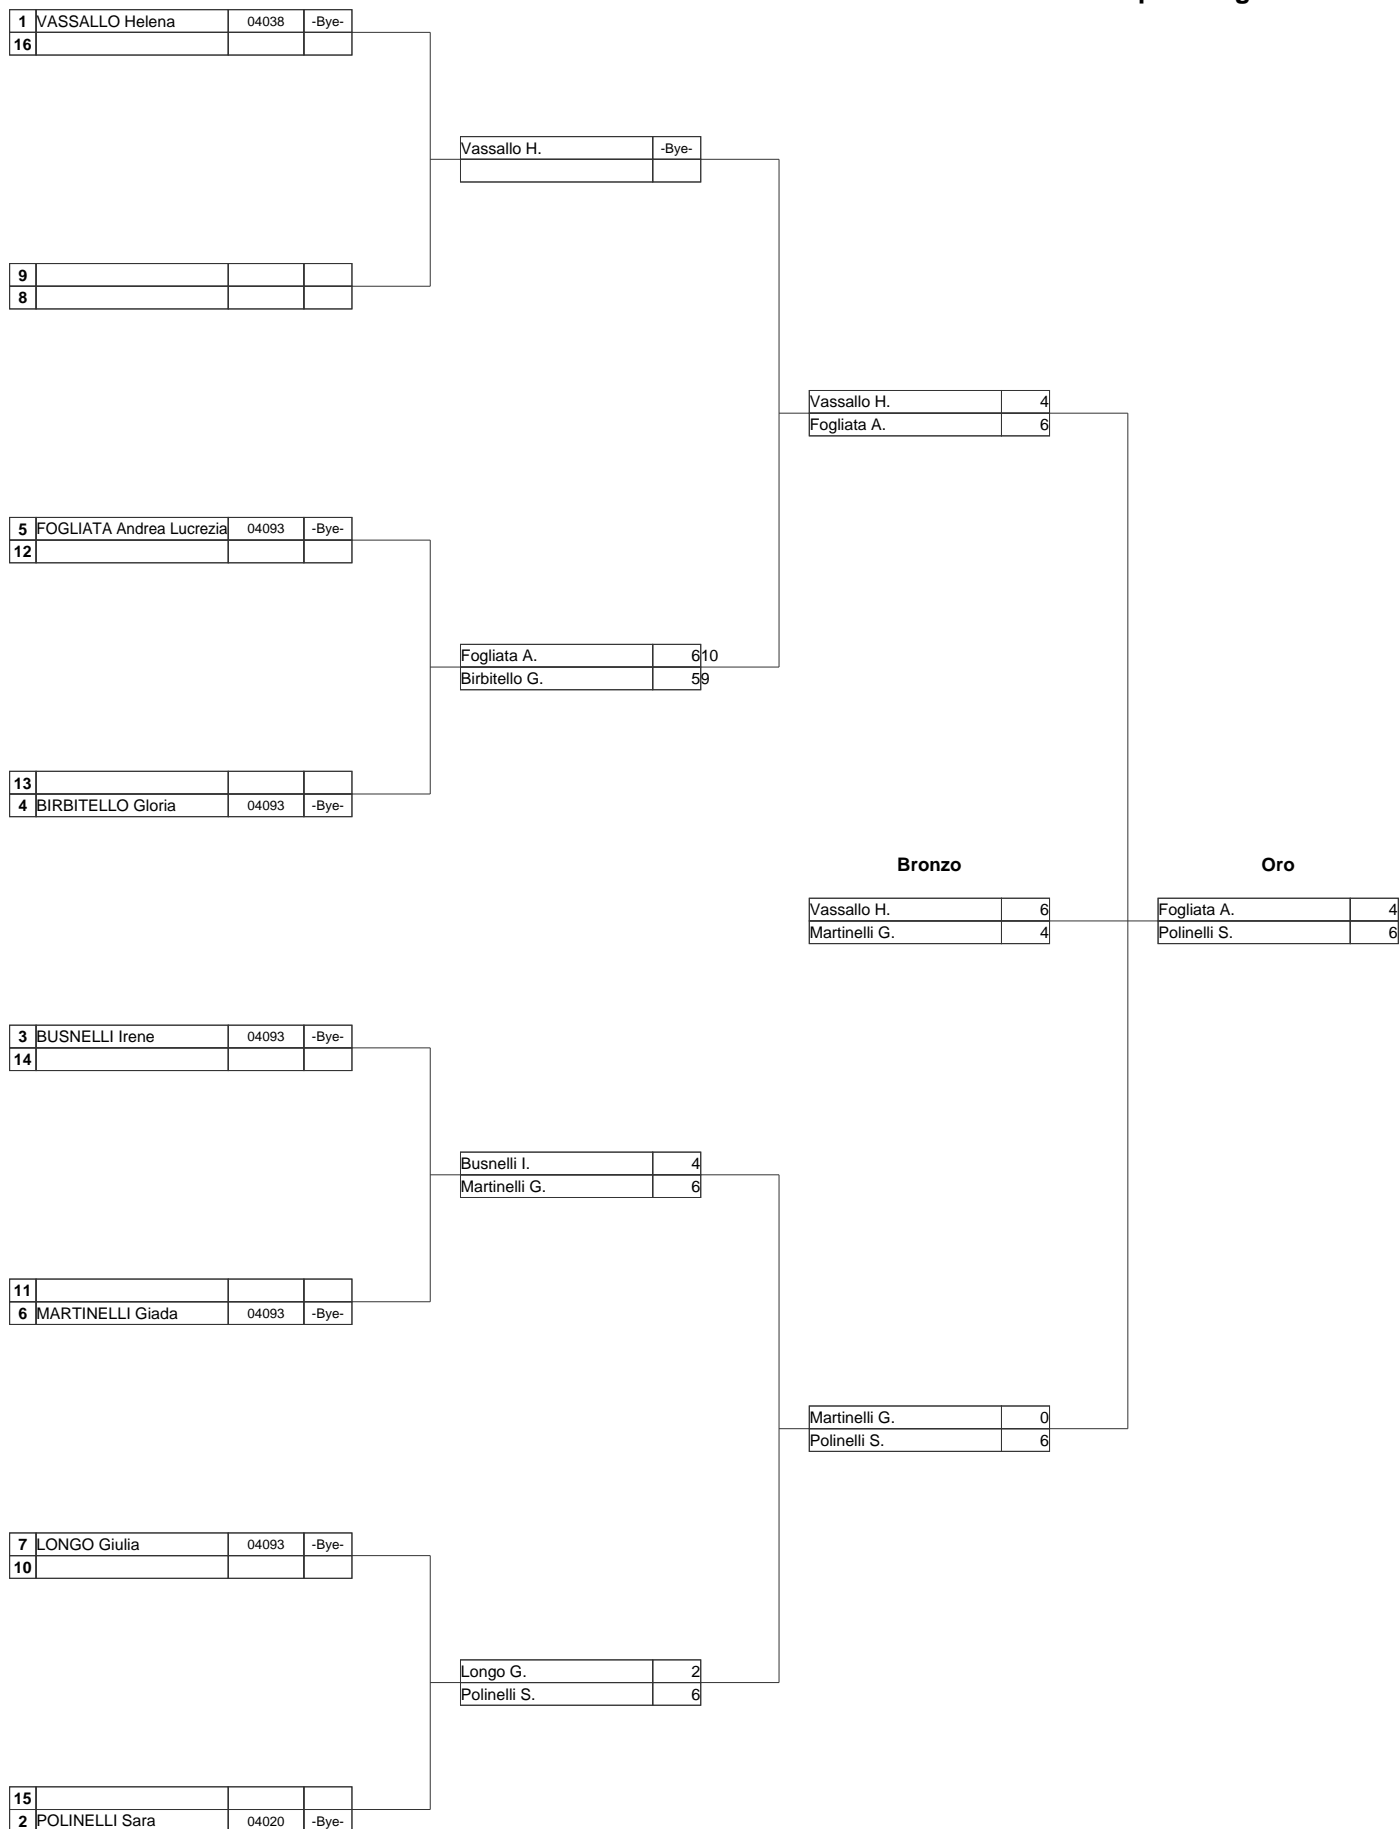 1 VASSALLO Helena 04038 -Bye-
16
Vassallo H. -Bye-
9
8
Vassallo H. 4
Fogliata A. 6
5 FOGLIATA Andrea Lucrezia 04093 -Bye-
12
Fogliata A. 6 10
Birbitello G. 5 9
13
4 BIRBITELLO Gloria 04093 -Bye-
Bronzo Oro
Vassallo H. 6 Fogliata A. 4
Martinelli G. 4 Polinelli S. 6
3 BUSNELLI Irene 04093 -Bye-
14
Busnelli I. 4
Martinelli G. 6
11
6 MARTINELLI Giada 04093 -Bye-
Martinelli G. 0
Polinelli S. 6
7 LONGO Giulia 04093 -Bye-
10
Longo G. 2
Polinelli S. 6
15
2 POLINELLI Sara 04020 -Bye-